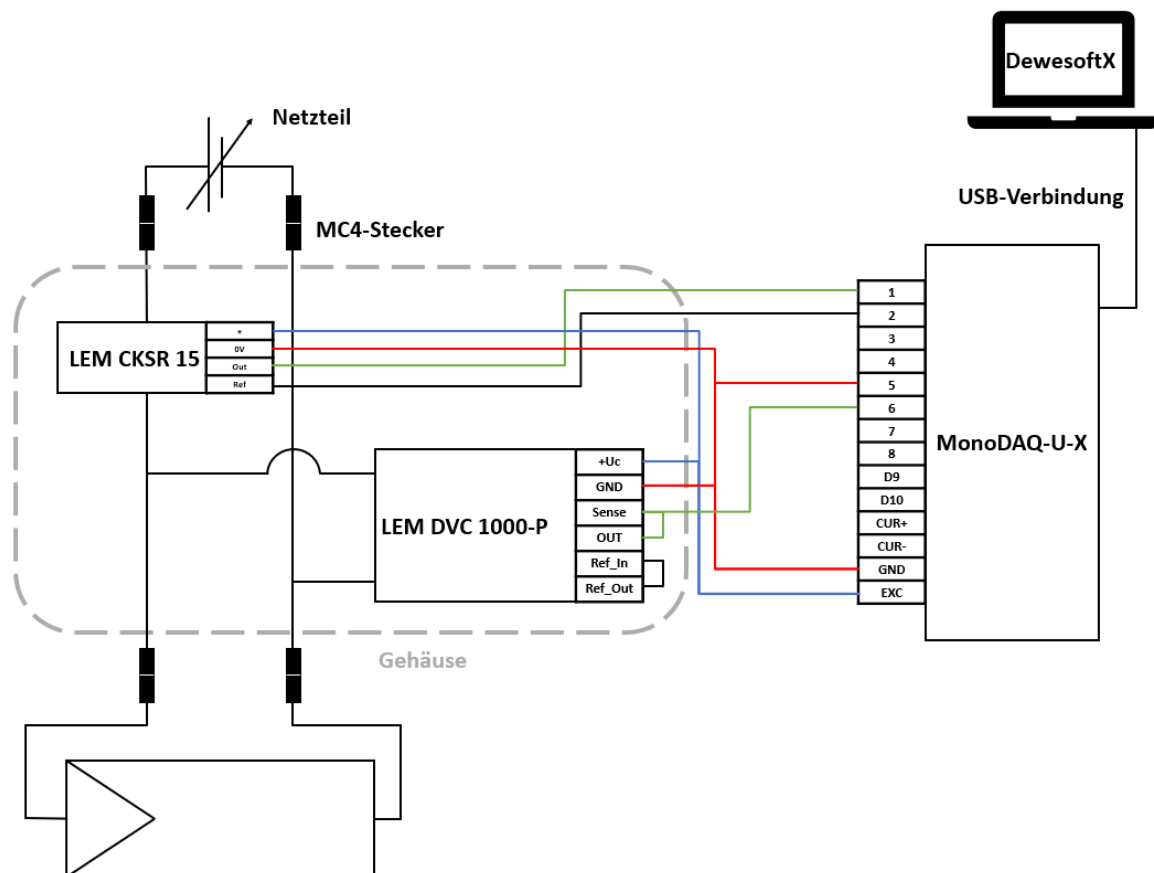 DewesoftX
Netzteil
USB-Verbindung
MC4-Stecker
LEM CKSR 15
+
0V
Out
Ref
1
2
3
4
5
6
7
8
D9
D10
CUR+
CUR-
GND
EXC
MonoDAQ-U-X
LEM DVC 1000-P
+Uc
GND
Sense
OUT
Ref_In
Ref_Out
Gehäuse